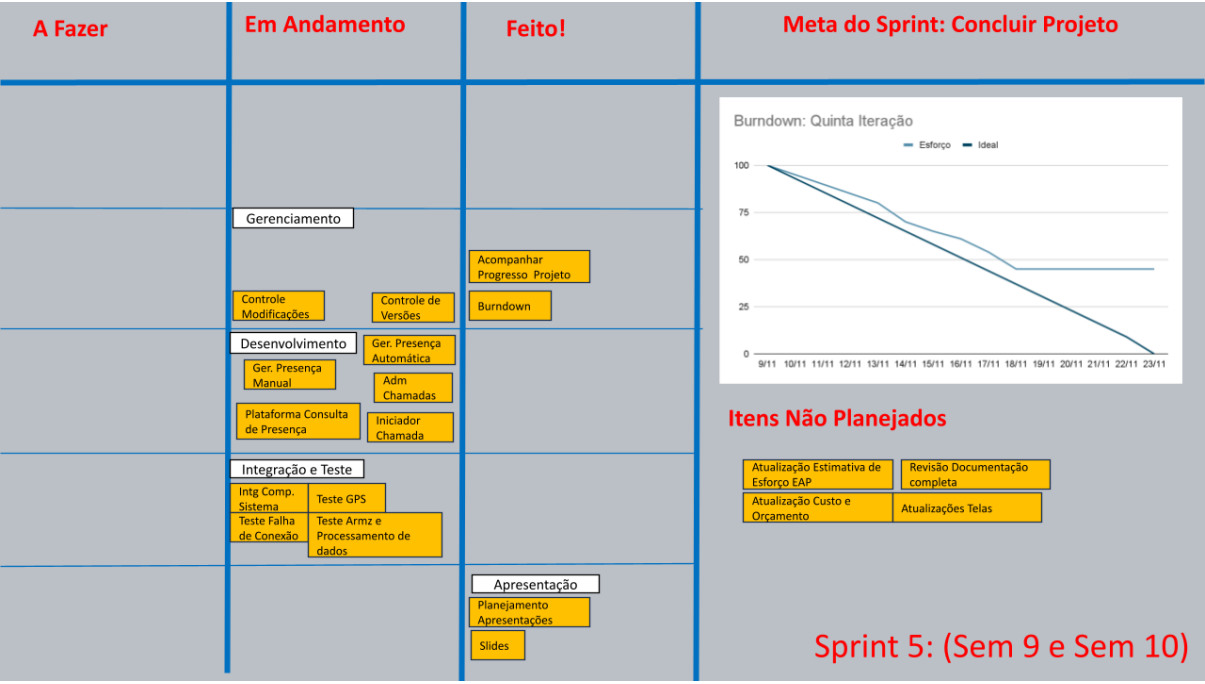 A Fazer
Em Andamento
Feito!
Meta do Sprint: Concluir Projeto
Burndown: Quinta Iteração
Esforço
Ideal
100
75
50
25
0
9/11 10/11 11/11 12/11 13/11 14/11 15/11 16/11 17/11 18/11 19/11 20/11 21/11 22/11 23/11
Gerenciamento
Controle
Modificações
Controle de
Versões
Acompanhar
Progresso Projeto
Burndown
Desenvolvimento
Ger. Presença
Automática
Ger. Presença
Manual
Adm
Chamadas
Plataforma Consulta
de Presença
Iniciador
Chamada
Integração e Teste
Intg Comp.
Sistema
Teste GPS
Teste Falha
de Conexão
Teste Armz e
Processamento de
dados
Apresentação
Planejamento
Apresentações
Slides
Itens Não Planejados
Atualização Estimativa de
Esforço EAP
Revisão Documentação
completa
Atualização Custo e
Orçamento
Atualizações Telas
Sprint 5: (Sem 9 e Sem 10)